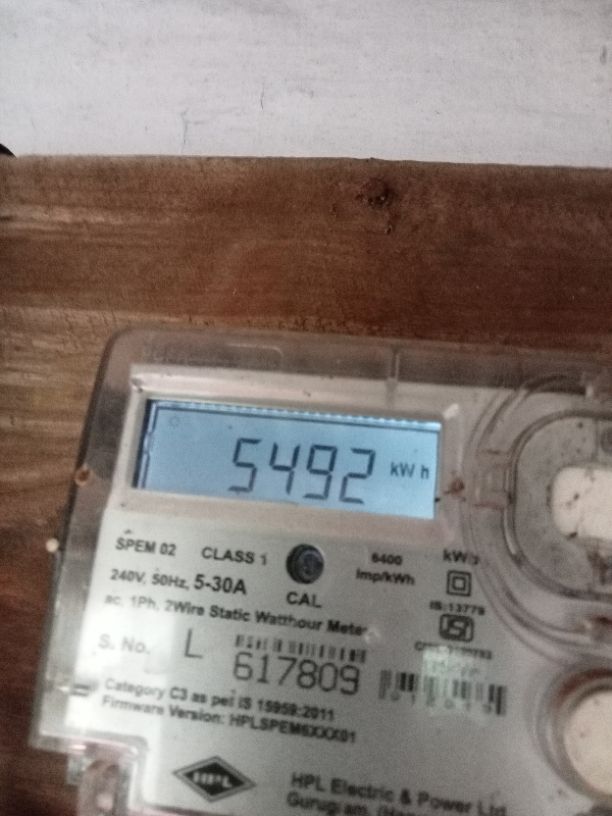 5492 kWh
SPEM 02 CLASS 1 6400 imp/kWh
240V, 50Hz, 5-30A CAL
ac, 1Ph, 2Wire Static Watthour Meter
IS:13779
S. No. L 617809
Category C3 as per IS 15959:2011
Firmware Version: HPLSPEM6XXX01
HPL
HPL Electric & Power Ltd